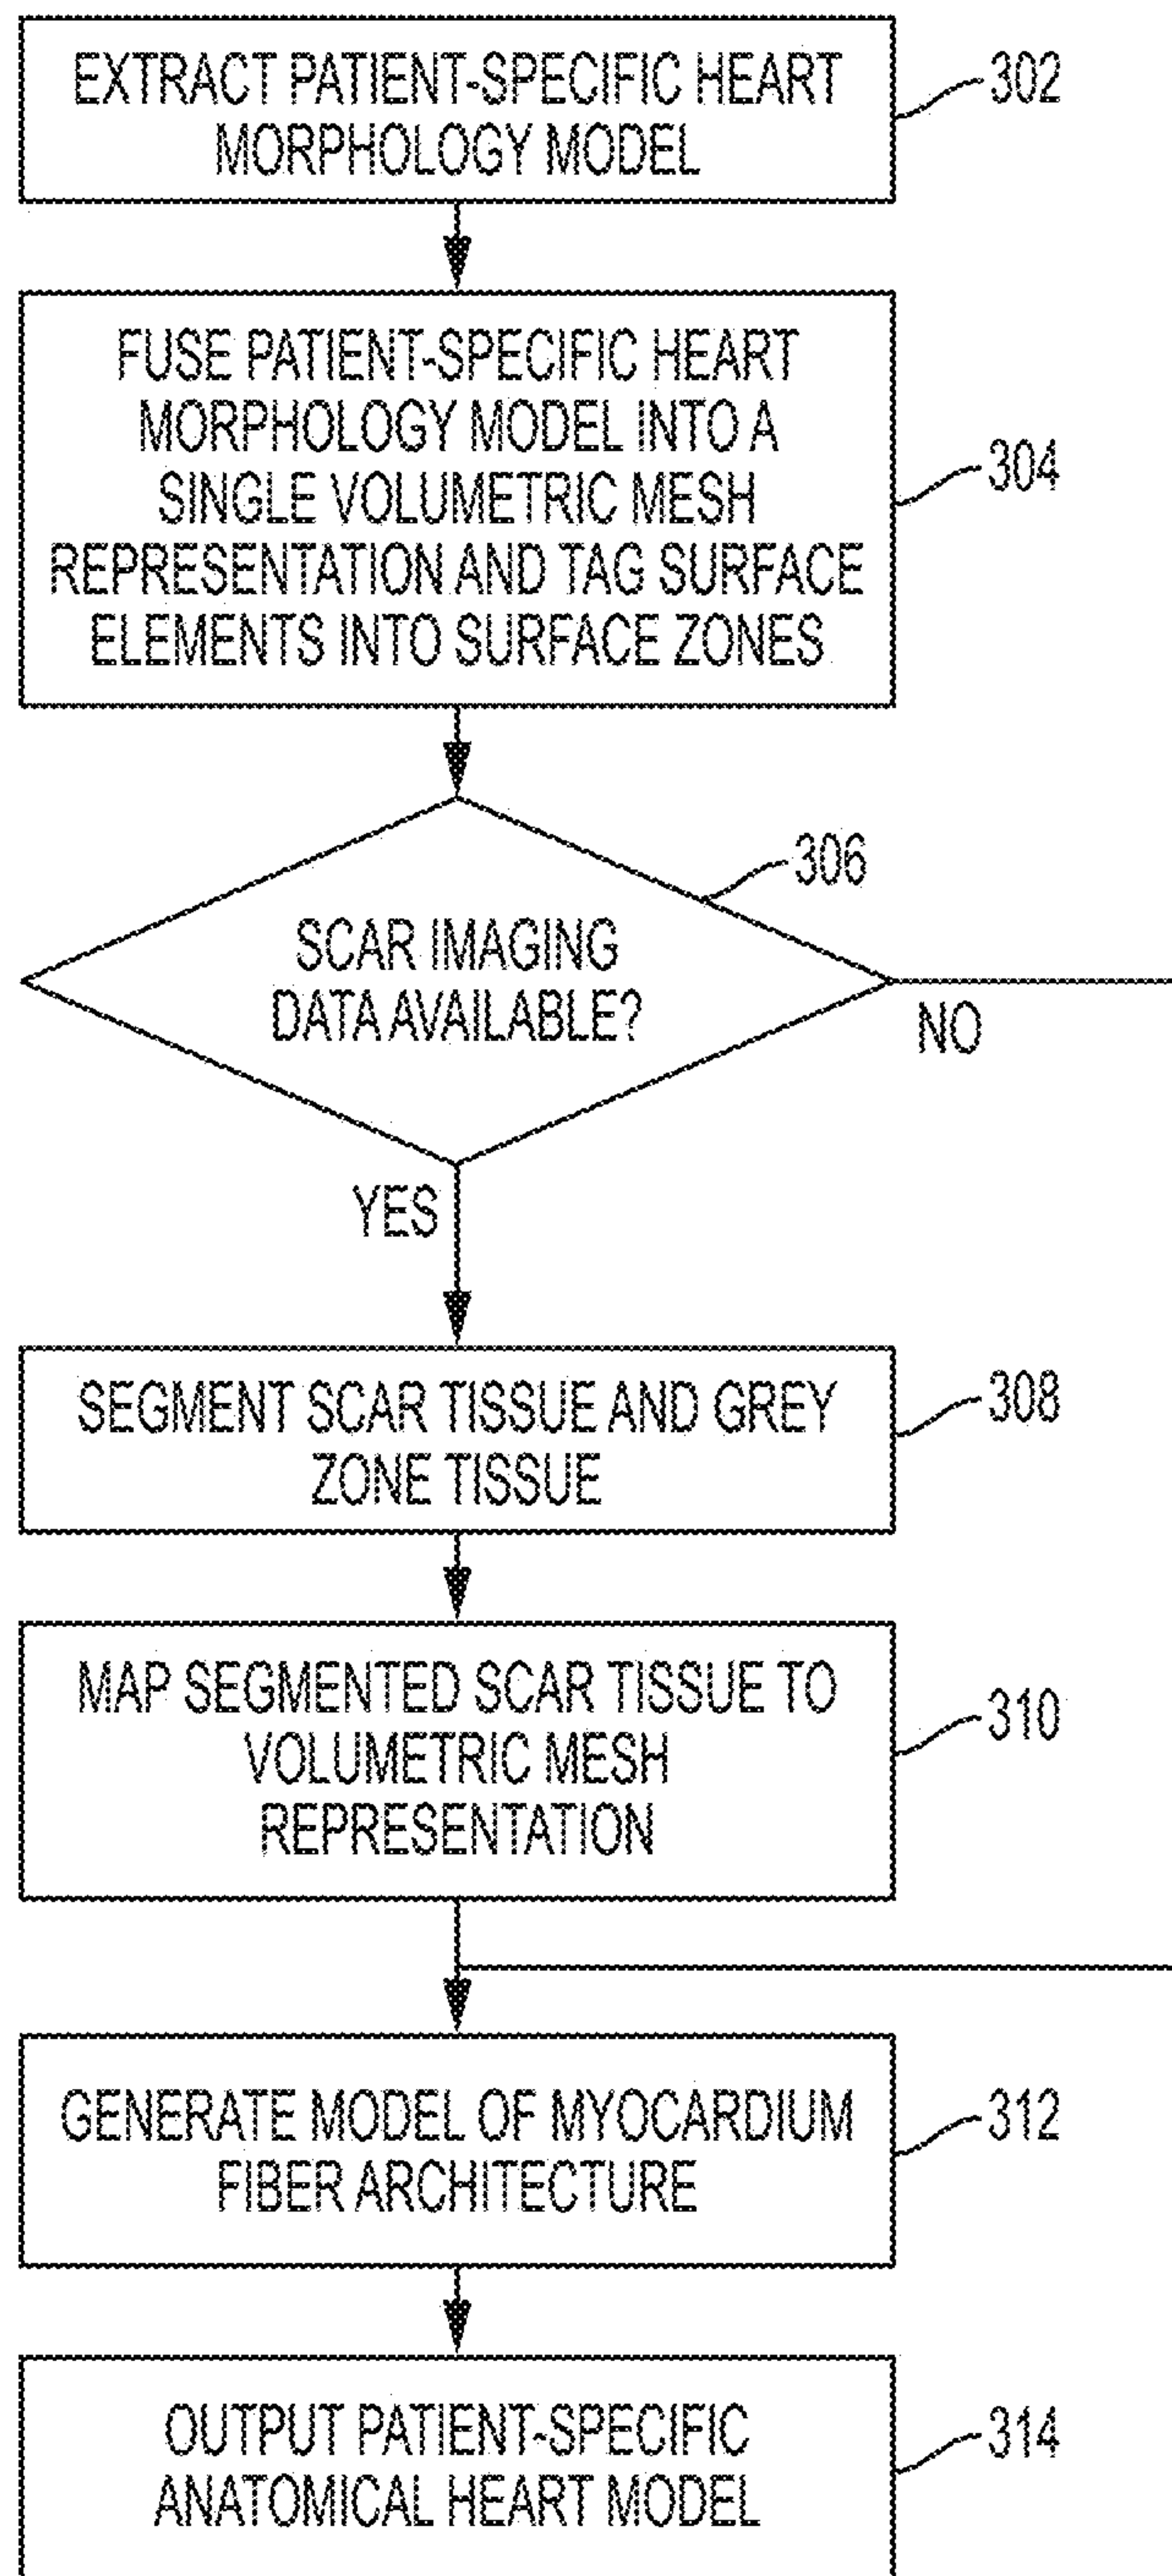 EXTRACT PATIENT-SPECIFIC HEART
MORPHOLOGY MODEL
302
FUSE PATIENT-SPECIFIC HEART
MORPHOLOGY MODEL INTO A
SINGLE VOLUMETRIC MESH
REPRESENTATION AND TAG SURFACE
ELEMENTS INTO SURFACE ZONES
304
306
SCAR IMAGING
DATA AVAILABLE?
NO
YES
SEGMENT SCAR TISSUE AND GREY
ZONE TISSUE
308
MAP SEGMENTED SCAR TISSUE TO
VOLUMETRIC MESH
REPRESENTATION
310
GENERATE MODEL OF MYOCARDIUM
FIBER ARCHITECTURE
312
OUTPUT PATIENT-SPECIFIC
ANATOMICAL HEART MODEL
314